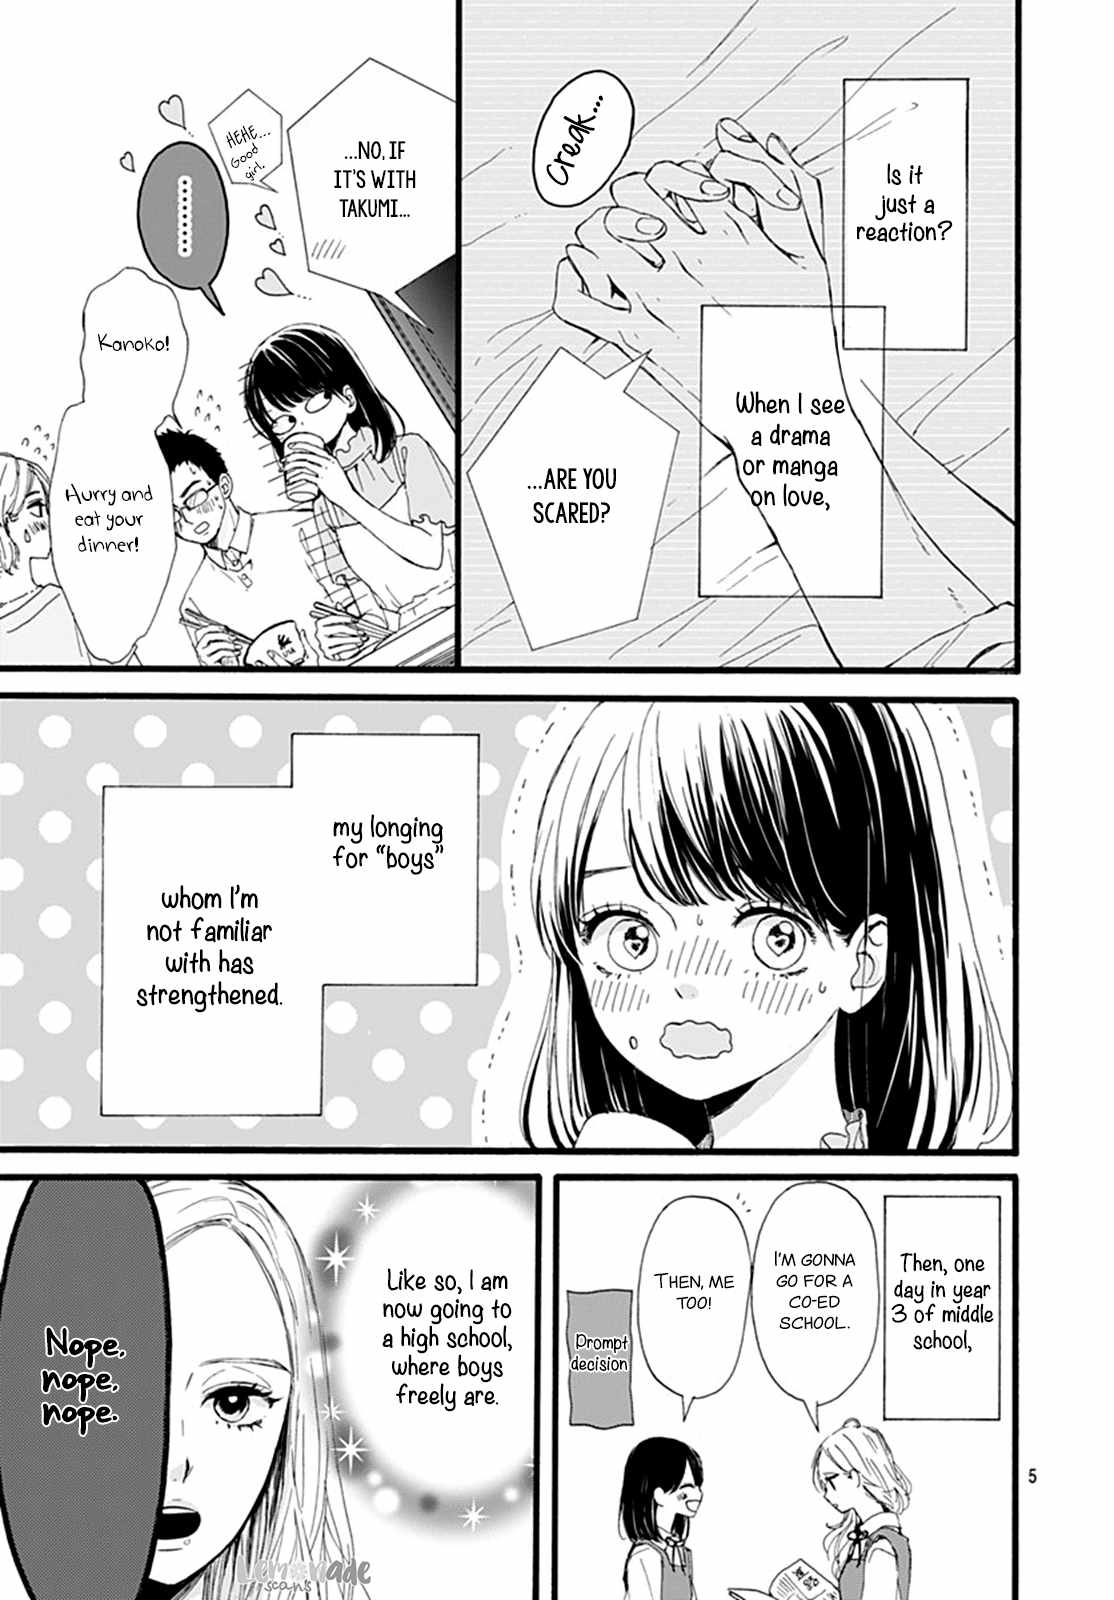 Is it
just a
reaction?
Creak...
When I see
a drama
or manga
on love,
...ARE YOU
SCARED?
...NO, IF
IT'S WITH
TAKUMI...
HEHE...
Good
girl.
...........
Kanoko!
Hurry and
eat your
dinner!
my longing
for "boys"
whom I'm
not familiar
with has
strengthened.
Then, one
day in year
3 of middle
school,
I'M GONNA
GO FOR A
CO-ED
SCHOOL.
THEN, ME
TOO!
Prompt
decision
5
Like so, I am
now going to
a high school,
where boys
freely are.
Nope,
nope,
nope.
Lemonade
scans